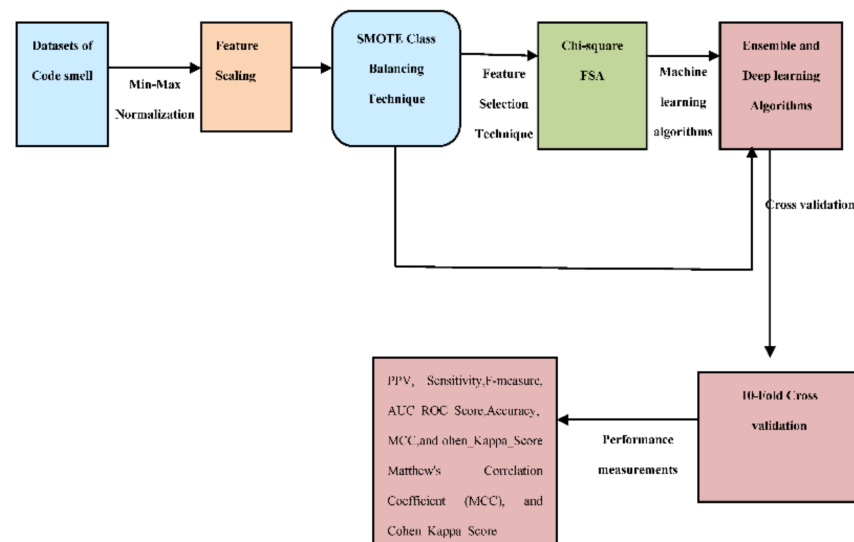 Datasets of
Code smell
Min-Max
Normalization
Feature
Scaling
SMOTE Class
Balancing
Technique
Feature
Selection
Technique
Chi-square
FSA
Machine
learning
algorithms
Ensemble and
Deep learning
Algorithms
Cross validation
10-Fold Cross
validation
Performance
measurements
PPV, Sensitivity,F-measure,
AUC ROC Score,Accuracy,
MCC,and ohen_Kappa_Score
Matthew's Correlation
Coefficient (MCC), and
Cohen Kappa Score